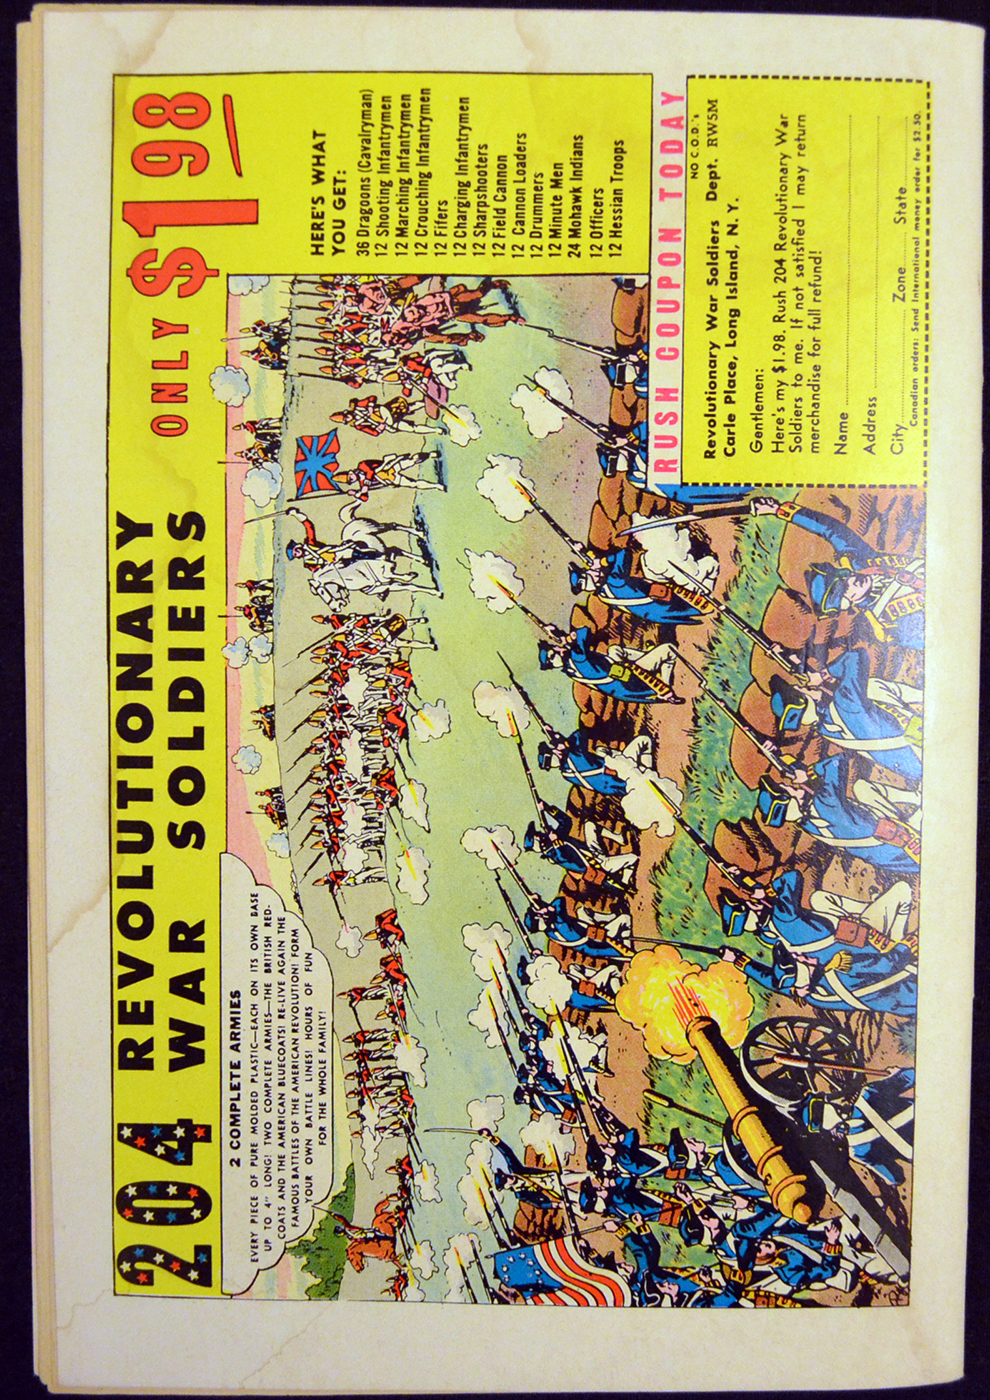 204 REVOLUTIONARY
WAR SOLDIERS ONLY $1 98
2 COMPLETE ARMIES
EVERY PIECE OF PURE MOLDED PLASTIC—EACH ON ITS OWN BASE
UP TO 4" LONG! TWO COMPLETE ARMIES—THE BRITISH RED-
COATS AND THE AMERICAN BLUECOATS! RE-LIVE AGAIN THE
FAMOUS BATTLES OF THE AMERICAN REVOLUTION! FORM
YOUR OWN BATTLE LINES! HOURS OF FUN
FOR THE WHOLE FAMILY!
HERE'S WHAT
YOU GET:
36 Dragoons (Cavalryman)
12 Shooting Infantrymen
12 Marching Infantrymen
12 Crouching Infantrymen
12 Fifers
12 Charging Infantrymen
12 Sharpshooters
12 Field Cannon
12 Cannon Loaders
12 Drummers
12 Minute Men
24 Mohawk Indians
12 Officers
12 Hessian Troops
RUSH COUPON TODAY
NO C.O.D.'s
Revolutionary War Soldiers Dept. RW5M
Carle Place, Long Island, N. Y.
Gentlemen:
Here's my $1.98. Rush 204 Revolutionary War
Soldiers to me. If not satisfied I may return
merchandise for full refund!
Name
Address
City Zone State
Canadian orders: Send International money order for $2.50.